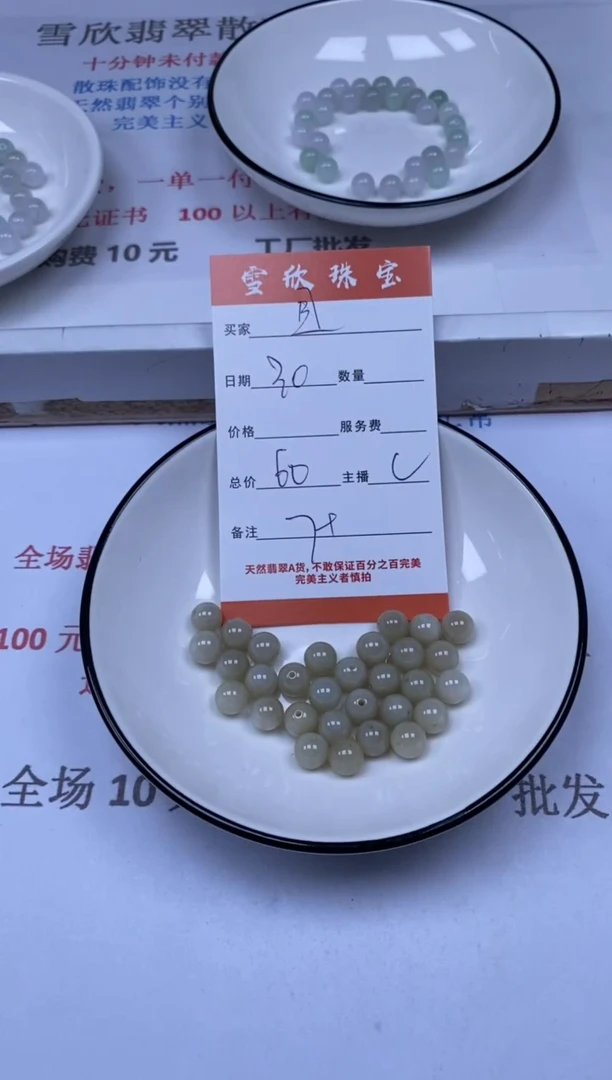 雪欣翡翠散
十分钟未付款
散珠配饰没有
天然翡翠个别
完美主义
一单一付
证书 100 以上有
购费 10 元 工厂批发
雪欣珠宝
买家
日期 30 数量
价格 服务费
总价 60 主播
备注
天然翡翠A货,不敢保证百分之百完美
完美主义者慎拍
全场翡
100 元
全场 10
批发